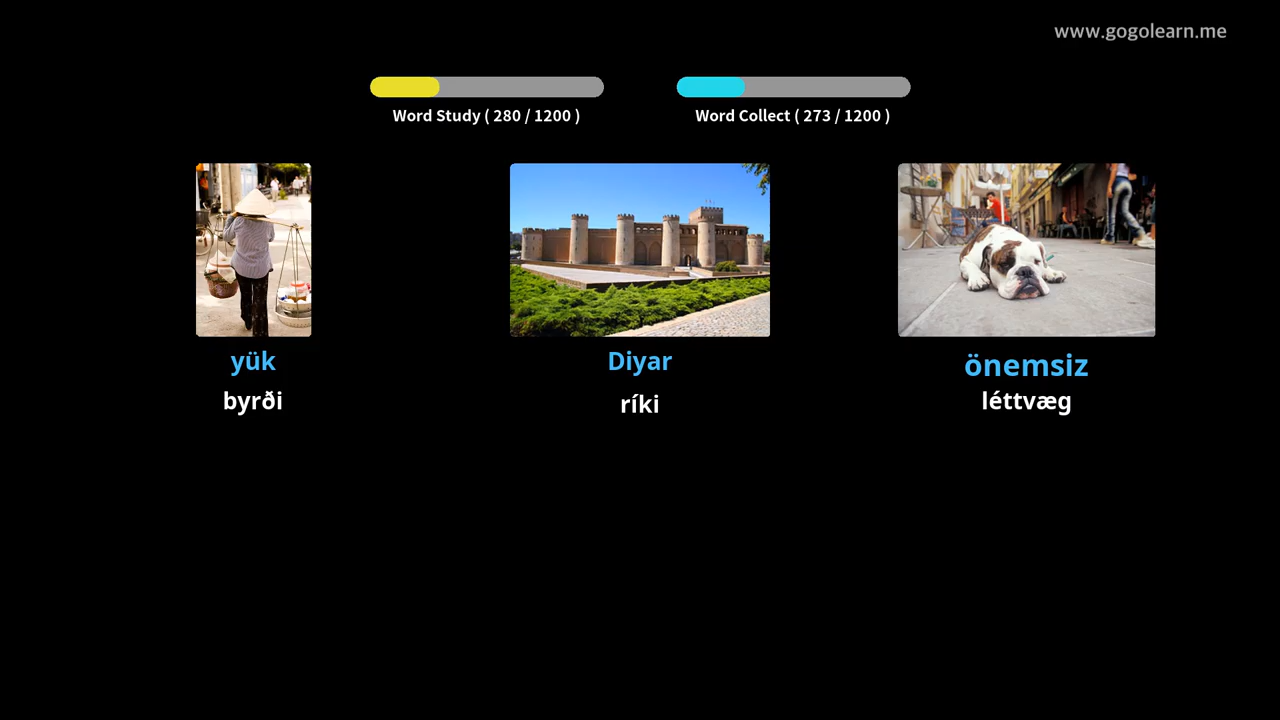 www.gogolearn.me
Word Study ( 280 / 1200 )
Word Collect ( 273 / 1200 )
yük
byrði
Diyar
ríki
önemsiz
léttvæg